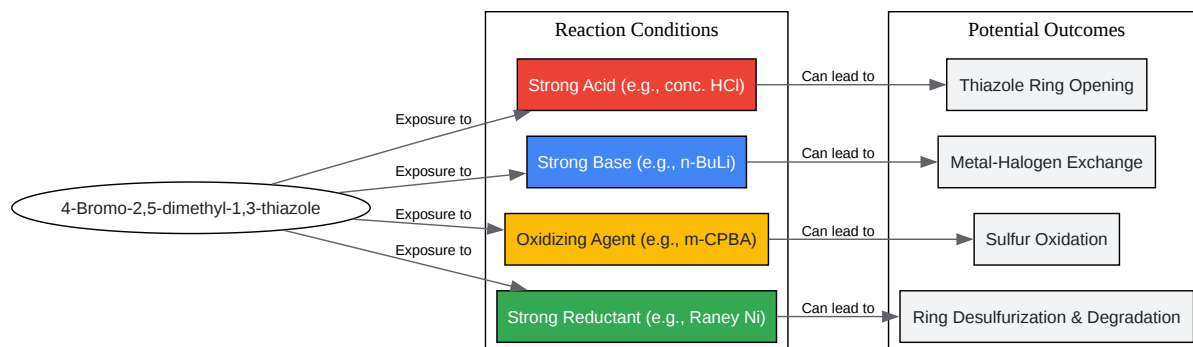 Reaction Conditions
Potential Outcomes
Strong Acid (e.g., conc. HCl)
Can lead to
Thiazole Ring Opening
Exposure to
Strong Base (e.g., n-BuLi)
Can lead to
Metal-Halogen Exchange
Exposure to
4-Bromo-2,5-dimethyl-1,3-thiazole
Exposure to
Oxidizing Agent (e.g., m-CPBA)
Can lead to
Sulfur Oxidation
Exposure to
Strong Reductant (e.g., Raney Ni)
Can lead to
Ring Desulfurization & Degradation